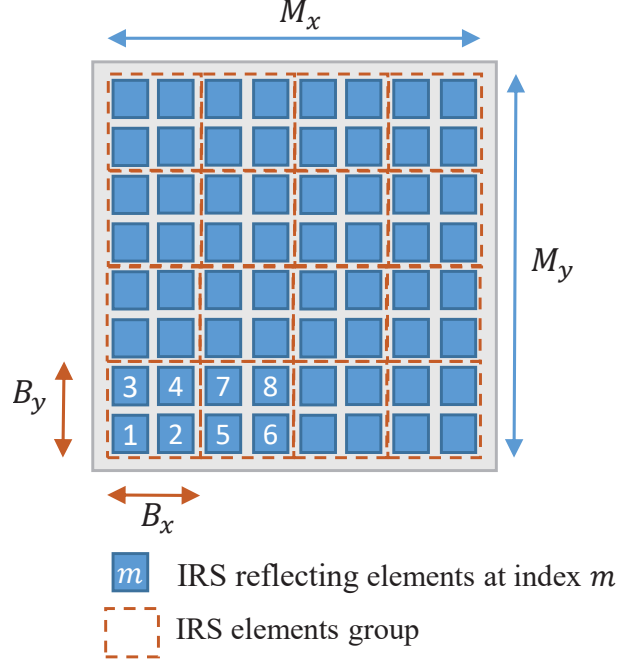 M_x
M_y
3 4 7 8
B_y
1 2 5 6
B_x
m IRS reflecting elements at index m
IRS elements group